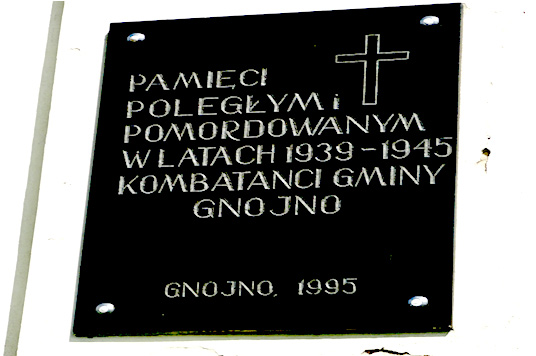 PAMIĘCI
POLEGŁYM i
POMORDOWANYM
W LATACH 1939-1945
KOMBATANCI GMINY
GNOJNO
GNOJNO, 1995